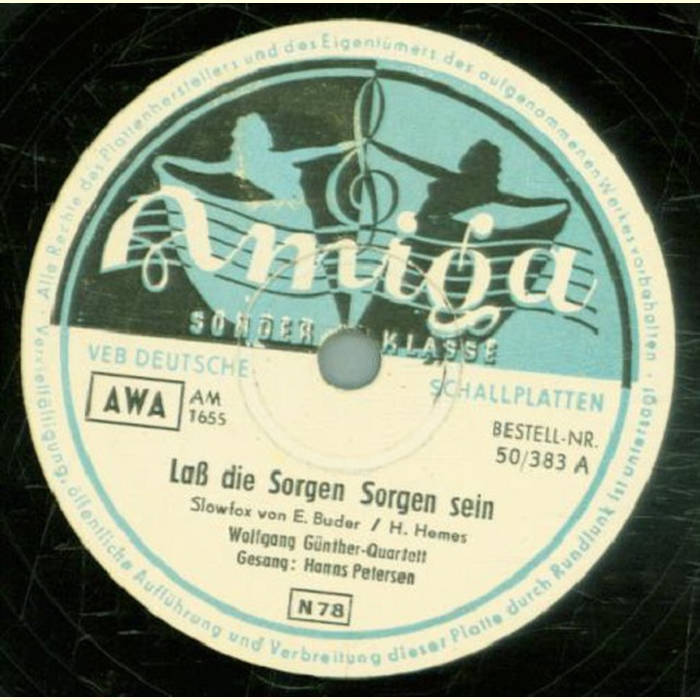 Alle Rechte des Plattenherstellers und des Eigentümers des aufgenommenen Werkes vorbehalten · Vervielfältigung, öffentliche Aufführung und Verbreitung dieser Platte durch Rundfunk ist untersagt ·
Amiga
SONDER KLASSE
VEB DEUTSCHE SCHALLPLATTEN
AWA
AM
1655
BESTELL-NR.
50/383 A
Laß die Sorgen Sorgen sein
Slowfox von E. Buder / H. Hemes
Wolfgang Günther-Quartett
Gesang: Hanns Petersen
N 78